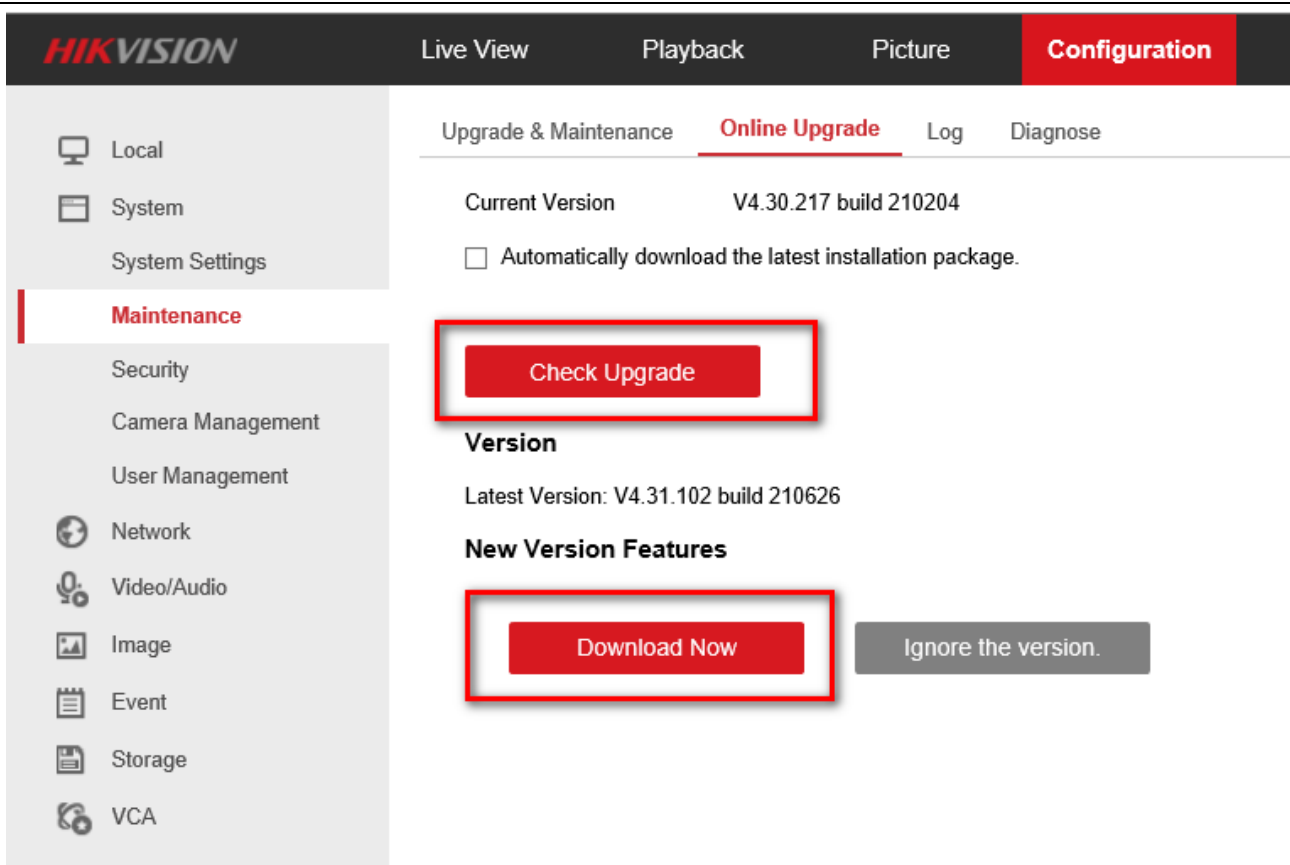 HIKVISION Live View Playback Picture Configuration
Local
System
System Settings
Maintenance
Security
Camera Management
User Management
Network
Video/Audio
Image
Event
Storage
VCA
Upgrade & Maintenance Online Upgrade Log Diagnose
Current Version V4.30.217 build 210204
Automatically download the latest installation package.
Check Upgrade
Version
Latest Version: V4.31.102 build 210626
New Version Features
Download Now Ignore the version.